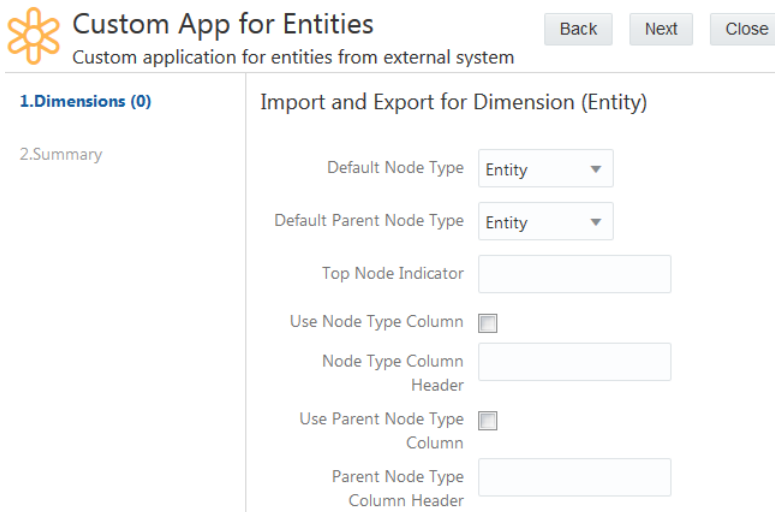 Custom App for Entities
Custom application for entities from external system
Back
Next
Close
1.Dimensions (0)
2.Summary
Import and Export for Dimension (Entity)
Default Node Type
Entity
Default Parent Node Type
Entity
Top Node Indicator
Use Node Type Column
Node Type Column
Header
Use Parent Node Type
Column
Parent Node Type
Column Header